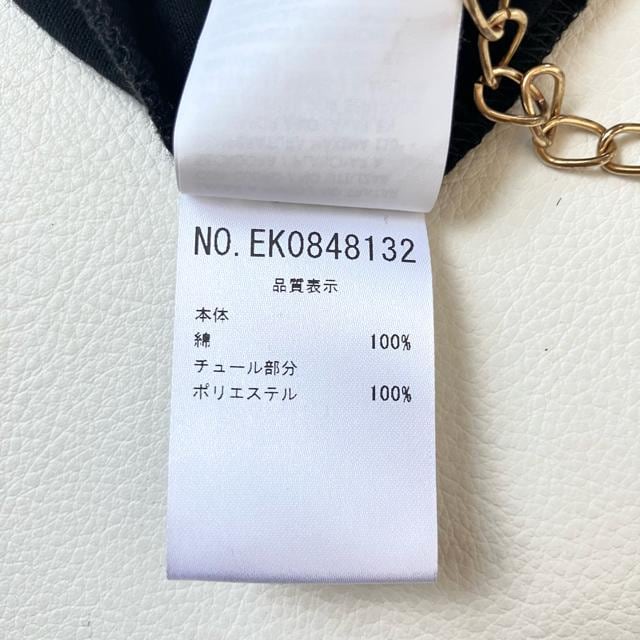 NO. EK0848132
品質表示
本体
綿 100%
チュール部分
ポリエステル 100%